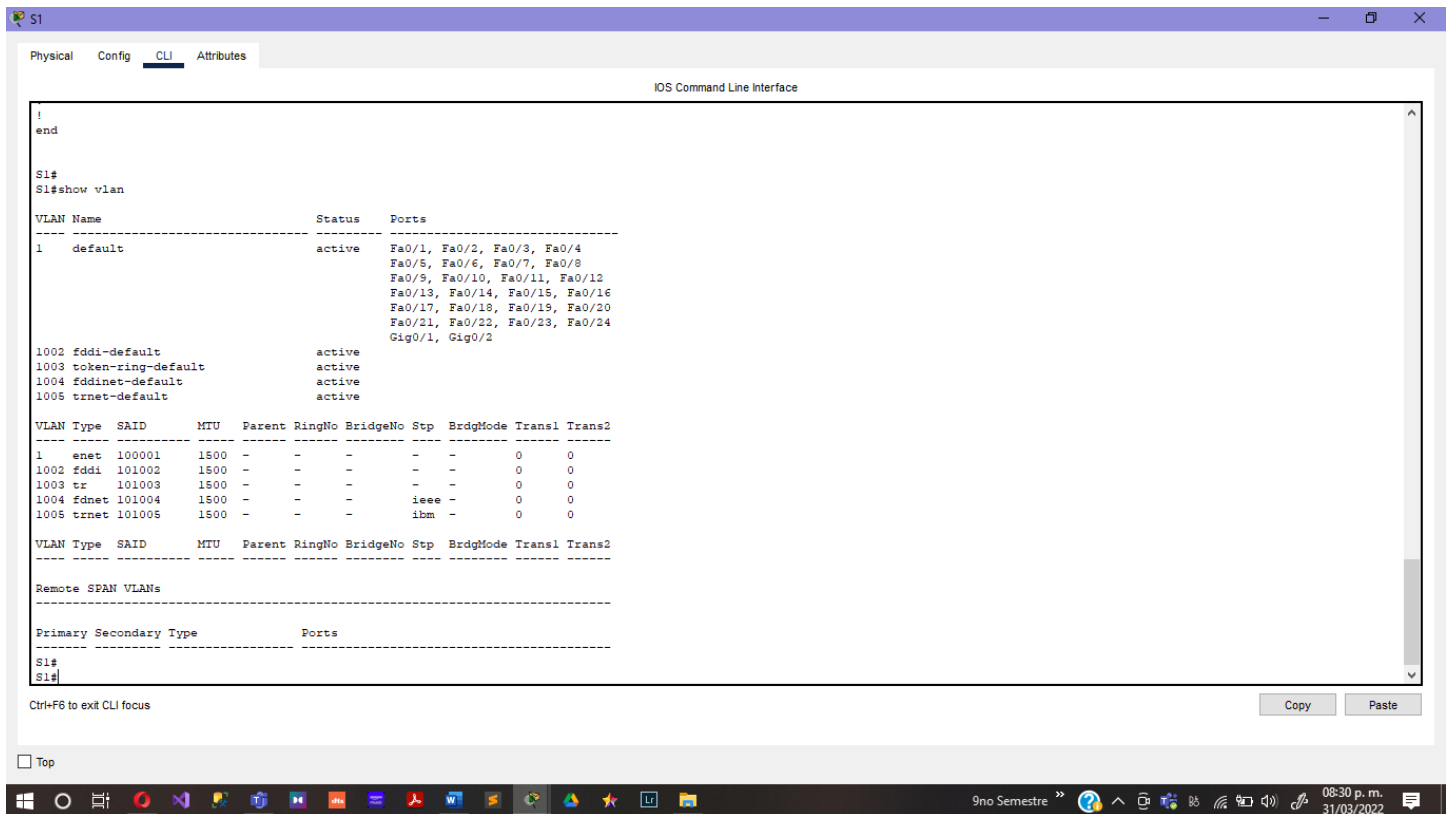 S1
Physical Config CLI Attributes
IOS Command Line Interface
!
end
S1#
S1#show vlan
VLAN Name                             Status    Ports
---- -------------------------------- --------- -------------------------------
1    default                          active    Fa0/1, Fa0/2, Fa0/3, Fa0/4
                                                Fa0/5, Fa0/6, Fa0/7, Fa0/8
                                                Fa0/9, Fa0/10, Fa0/11, Fa0/12
                                                Fa0/13, Fa0/14, Fa0/15, Fa0/16
                                                Fa0/17, Fa0/18, Fa0/19, Fa0/20
                                                Fa0/21, Fa0/22, Fa0/23, Fa0/24
                                                Gig0/1, Gig0/2
1002 fddi-default                     active
1003 token-ring-default               active
1004 fddinet-default                  active
1005 trnet-default                    active
VLAN Type  SAID       MTU   Parent RingNo BridgeNo Stp  BrdgMode Trans1 Trans2
---- ----- ---------- ----- ------ ------ -------- ---- -------- ------ ------
1    enet  100001     1500  -      -      -        -    -        0      0
1002 fddi  101002     1500  -      -      -        -    -        0      0
1003 tr    101003     1500  -      -      -        -    -        0      0
1004 fdnet 101004     1500  -      -      -        ieee -        0      0
1005 trnet 101005     1500  -      -      -        ibm  -        0      0
VLAN Type  SAID       MTU   Parent RingNo BridgeNo Stp  BrdgMode Trans1 Trans2
---- ----- ---------- ----- ------ ------ -------- ---- -------- ------ ------
Remote SPAN VLANs
------------------------------------------------------------------------------
Primary Secondary Type              Ports
------- --------- ----------------- ------------------------------------------
S1#
S1#
Ctrl+F6 to exit CLI focus
Copy Paste
Top
9no Semestre »
08:30 p. m.
31/03/2022